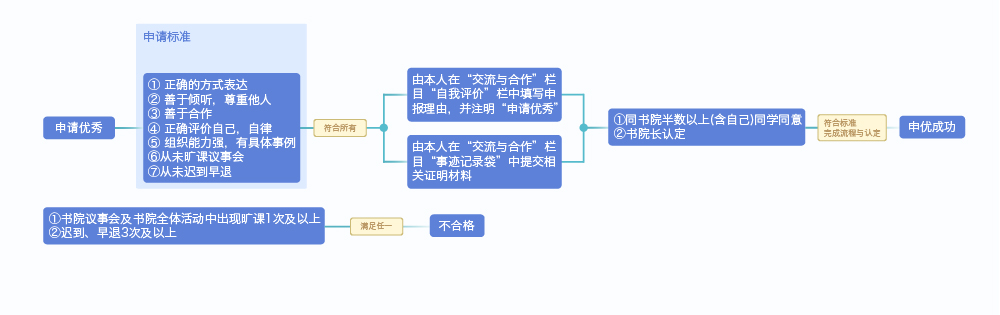 申请标准
① 正确的方式表达
② 善于倾听，尊重他人
③ 善于合作
④ 正确评价自己，自律
⑤ 组织能力强，有具体事例
⑥从未旷课议事会
⑦从未迟到早退
申请优秀
符合所有
由本人在“交流与合作”栏
目“自我评价”栏中填写申
报理由，并注明“申请优秀”
由本人在“交流与合作”栏
目“事迹记录袋”中提交相
关证明材料
①同书院半数以上(含自己)同学同意
②书院长认定
符合标准
完成流程与认定
申优成功
①书院议事会及书院全体活动中出现旷课1次及以上
②迟到、早退3次及以上
满足任一
不合格